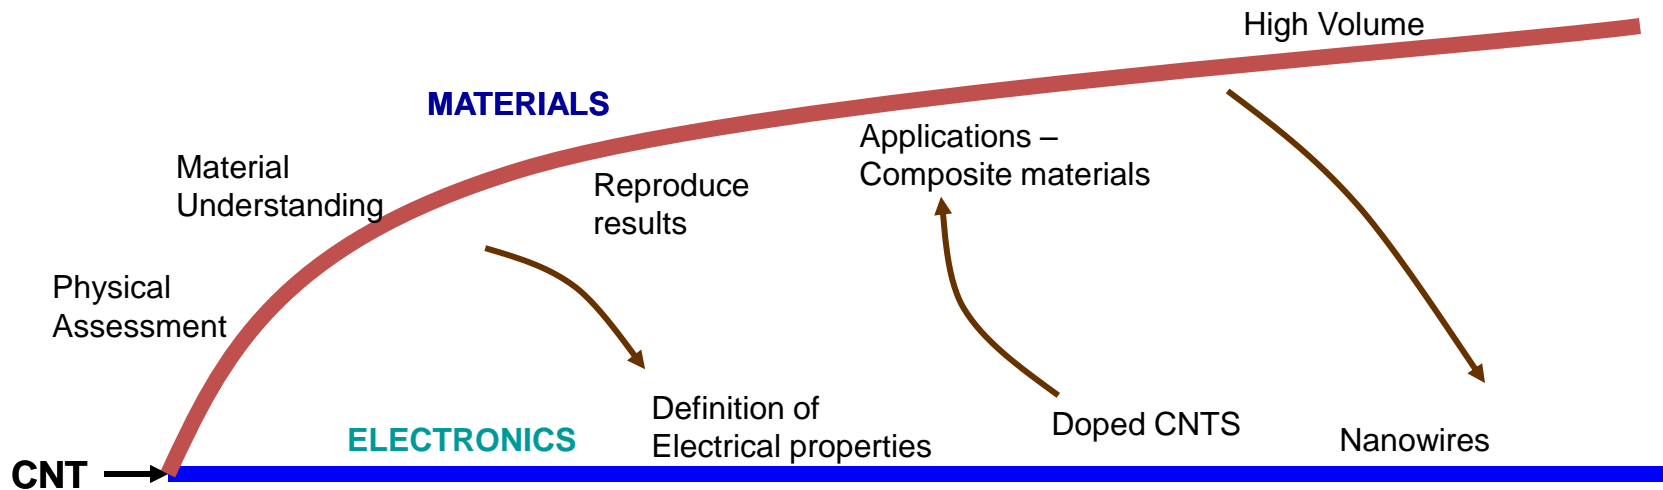 High Volume
MATERIALS
Applications –
Composite materials
Material
Understanding
Reproduce
results
Physical
Assessment
Definition of
Electrical properties
Doped CNTS
ELECTRONICS
Nanowires
CNT